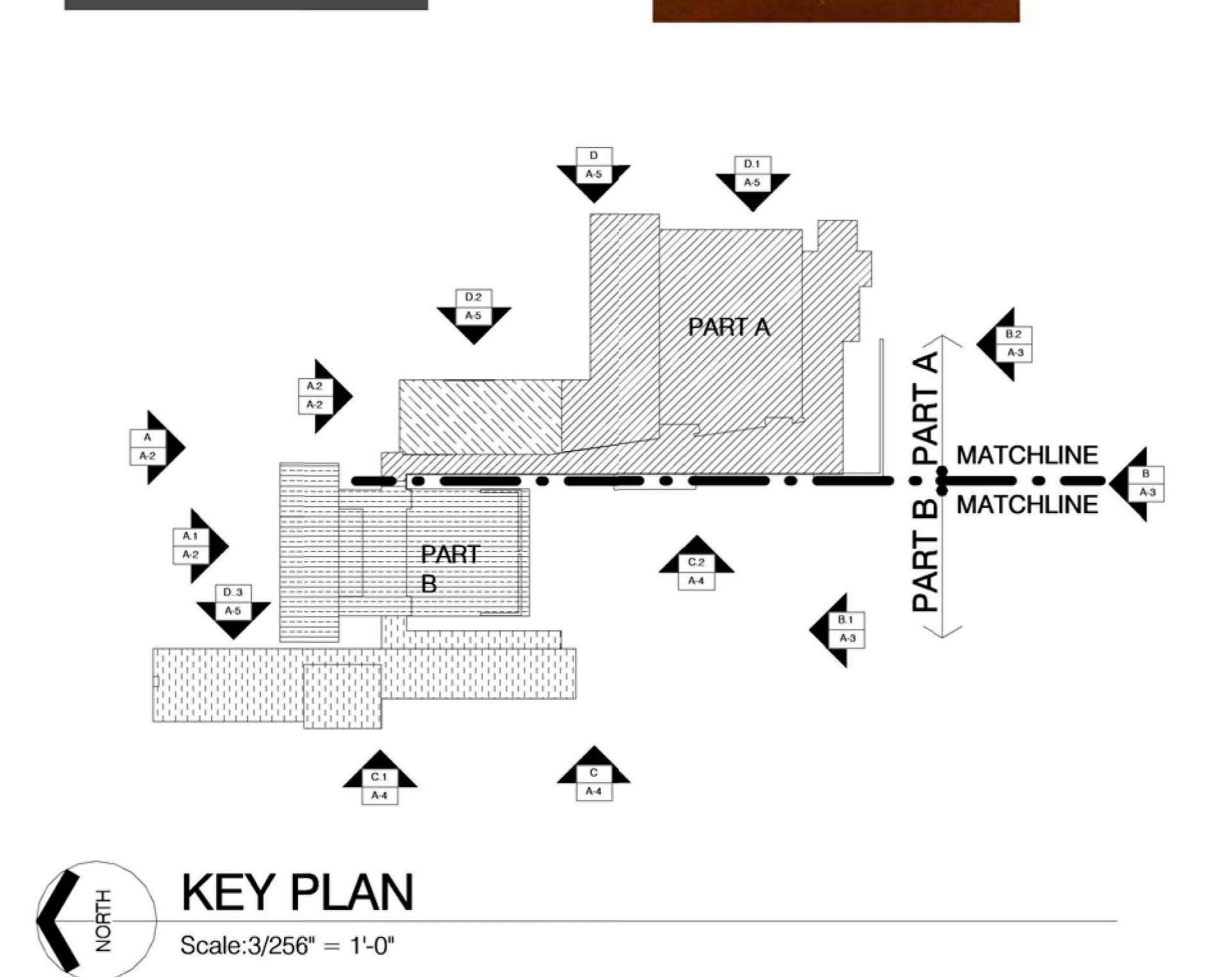 D
A-5
D.1
A-5
D.2
A-5
PART A
B.2
A-3
A.2
A-2
A
A-2
PART A
MATCHLINE
B
A-3
MATCHLINE
PART B
A.1
A-2
PART
B
C.2
A-4
D..3
A-5
B.1
A-3
C.1
A-4
C
A-4
NORTH
KEY PLAN
Scale:3/256" = 1'-0"